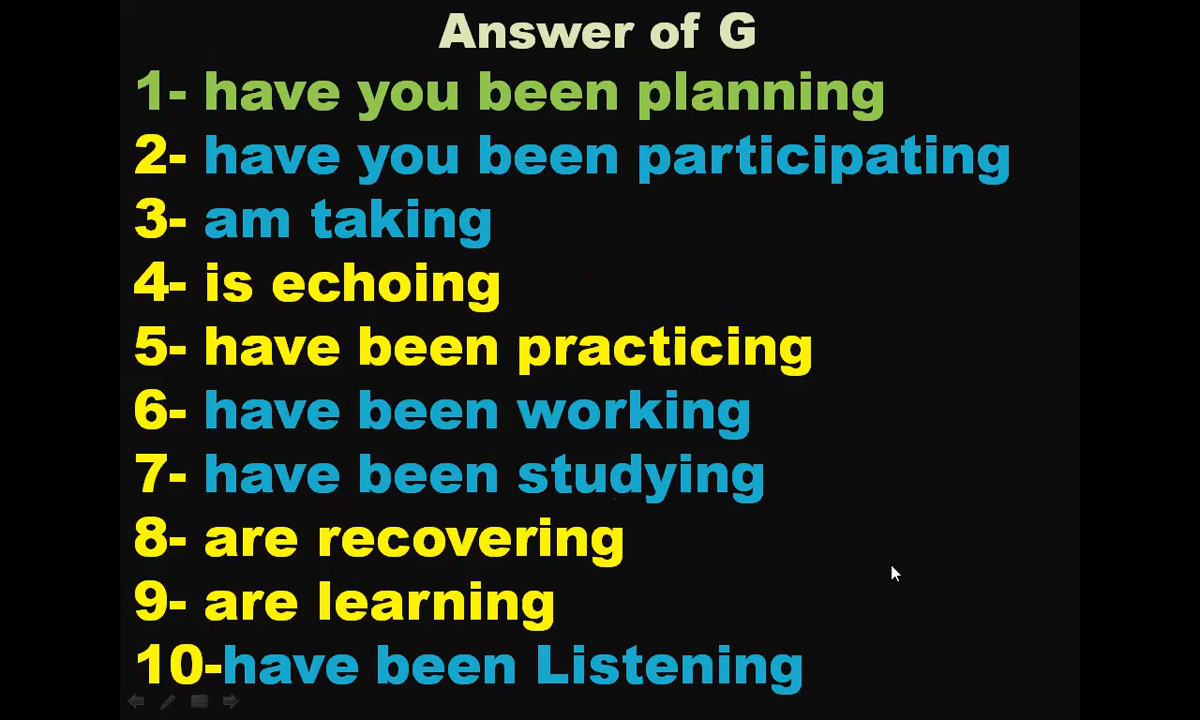 Answer of G
1- have you been planning
2- have you been participating
3- am taking
4- is echoing
5- have been practicing
6- have been working
7- have been studying
8- are recovering
9- are learning
10-have been Listening